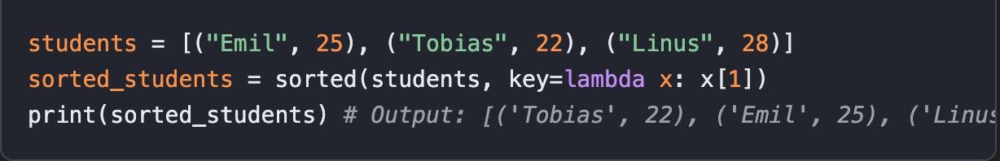 students = [("Emil", 25), ("Tobias", 22), ("Linus", 28)]
sorted_students = sorted(students, key=lambda x: x[1])
print(sorted_students) # Output: [('Tobias', 22), ('Emil', 25), ('Linus